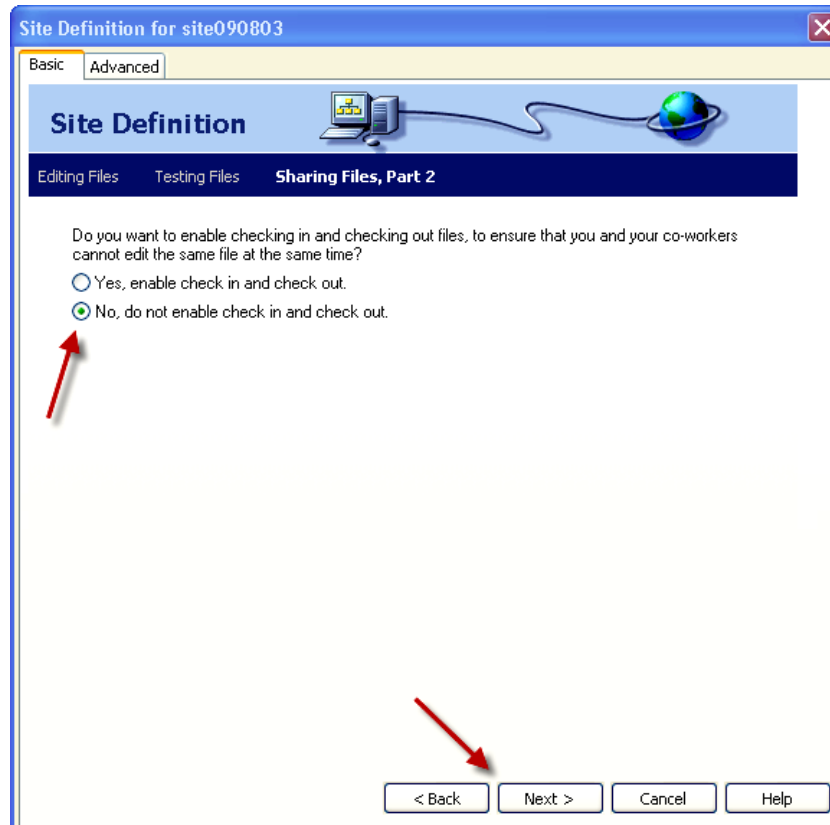 Site Definition for site090803
Basic Advanced
Site Definition
Editing Files Testing Files Sharing Files, Part 2
Do you want to enable checking in and checking out files, to ensure that you and your co-workers
cannot edit the same file at the same time?
Yes, enable check in and check out.
No, do not enable check in and check out.
< Back Next > Cancel Help